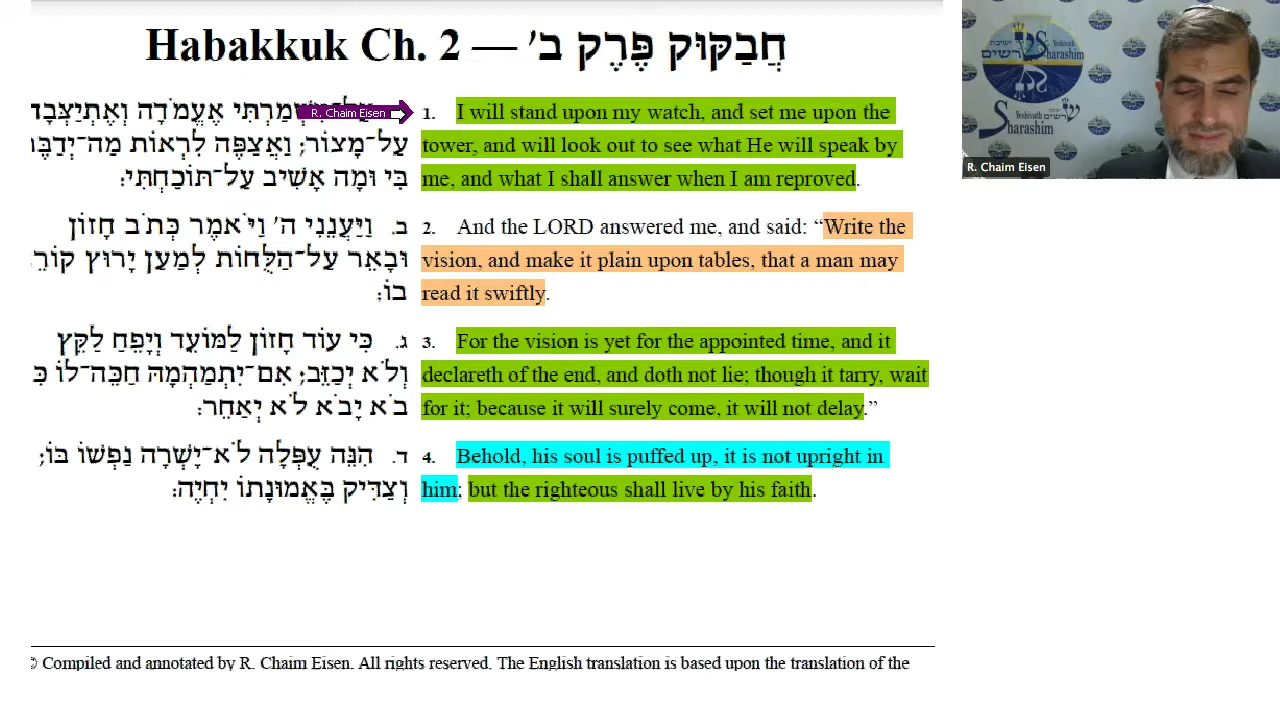 Habakkuk Ch. 2 — חֲבַקּוּק פֶּרֶק ב׳
מִשְׁמַרְתִּי אֶעֱמֹדָה וְאֶתְיַצְּבָה
עַל־מָצוֹר; וַאֲצַפֶּה לִרְאוֹת מַה־יְדַבֶּר
בִּי וּמָה אָשִׁיב עַל־תּוֹכַחְתִּי:
R. Chaim Eisen
1. I will stand upon my watch, and set me upon the
tower, and will look out to see what He will speak by
me, and what I shall answer when I am reproved.
ב. וַיַּעֲנֵנִי ה׳ וַיֹּאמֶר כְּתֹב חָזוֹן
וּבָאֵר עַל־הַלֻּחוֹת לְמַעַן יָרוּץ קוֹרֵא
בוֹ;
2. And the LORD answered me, and said: “Write the
vision, and make it plain upon tables, that a man may
read it swiftly.
ג. כִּי עוֹד חָזוֹן לַמּוֹעֵד וְיָפֵחַ לַקֵּץ
וְלֹא יְכַזֵּב; אִם־יִתְמַהְמָהּ חַכֵּה־לוֹ
בֹא יָבֹא לֹא יְאַחֵר:
3. For the vision is yet for the appointed time, and it
declareth of the end, and doth not lie; though it tarry, wait
for it; because it will surely come, it will not delay.”
ד. הִנֵּה עֻפְּלָה לֹא־יָשְׁרָה נַפְשׁוֹ בּוֹ;
וְצַדִּיק בֶּאֱמוּנָתוֹ יִחְיֶה:
4. Behold, his soul is puffed up, it is not upright in
him; but the righteous shall live by his faith.
© Compiled and annotated by R. Chaim Eisen. All rights reserved. The English translation is based upon the translation of the
Yeshivath
Sharashim
R. Chaim Eisen